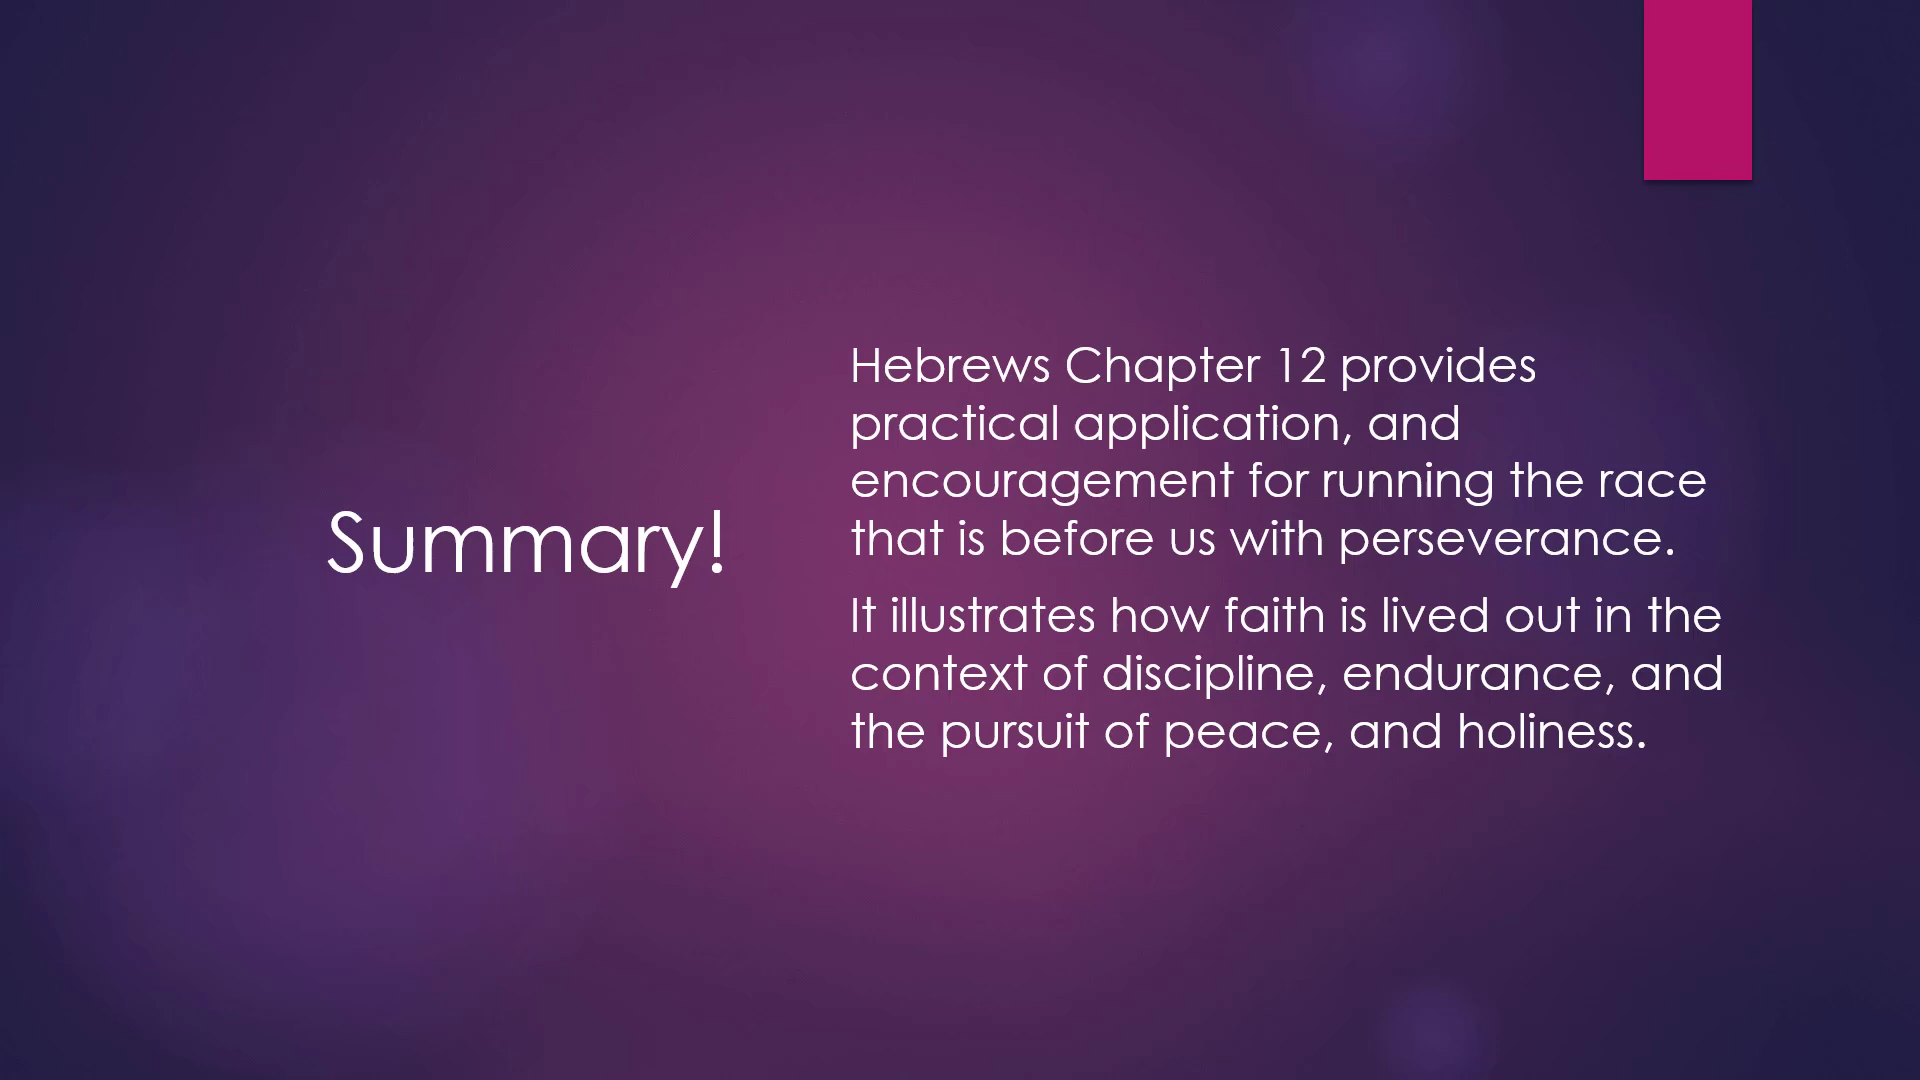 Summary!
Hebrews Chapter 12 provides
practical application, and
encouragement for running the race
that is before us with perseverance.
It illustrates how faith is lived out in the
context of discipline, endurance, and
the pursuit of peace, and holiness.